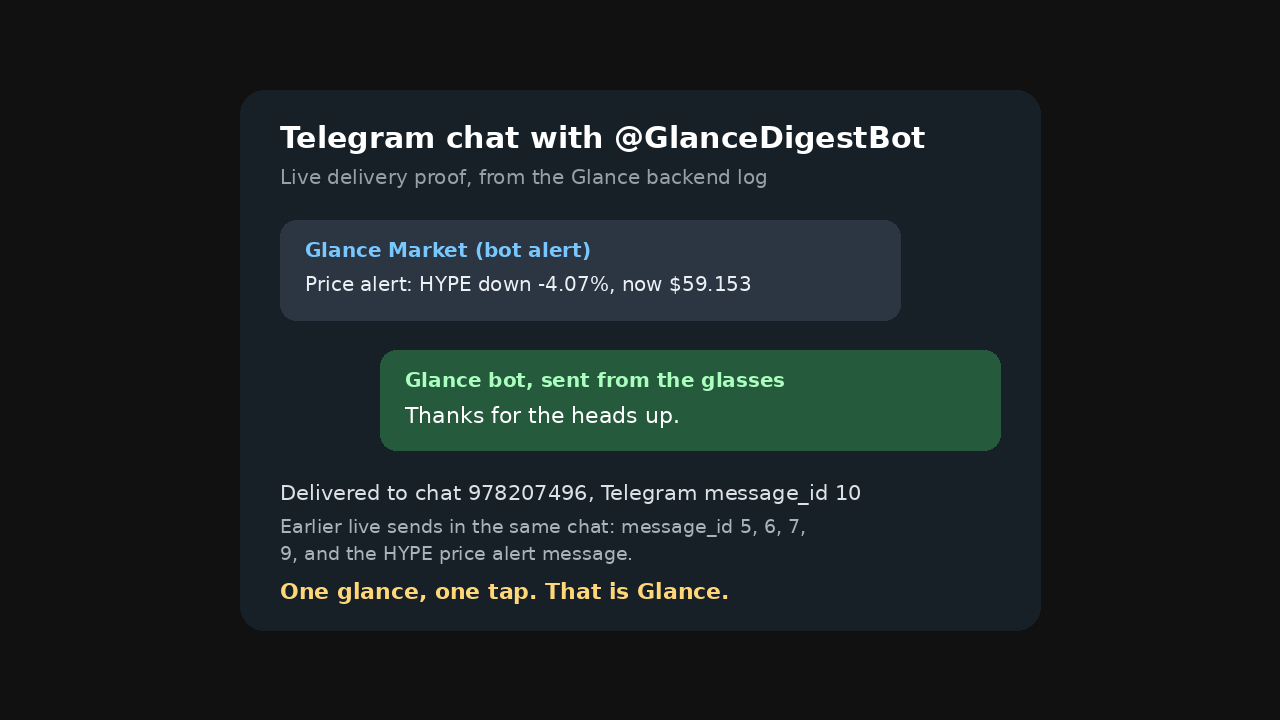 Telegram chat with @GlanceDigestBot
Live delivery proof, from the Glance backend log
Glance Market (bot alert)
Price alert: HYPE down -4.07%, now $59.153
Glance bot, sent from the glasses
Thanks for the heads up.
Delivered to chat 978207496, Telegram message_id 10
Earlier live sends in the same chat: message_id 5, 6, 7,
9, and the HYPE price alert message.
One glance, one tap. That is Glance.